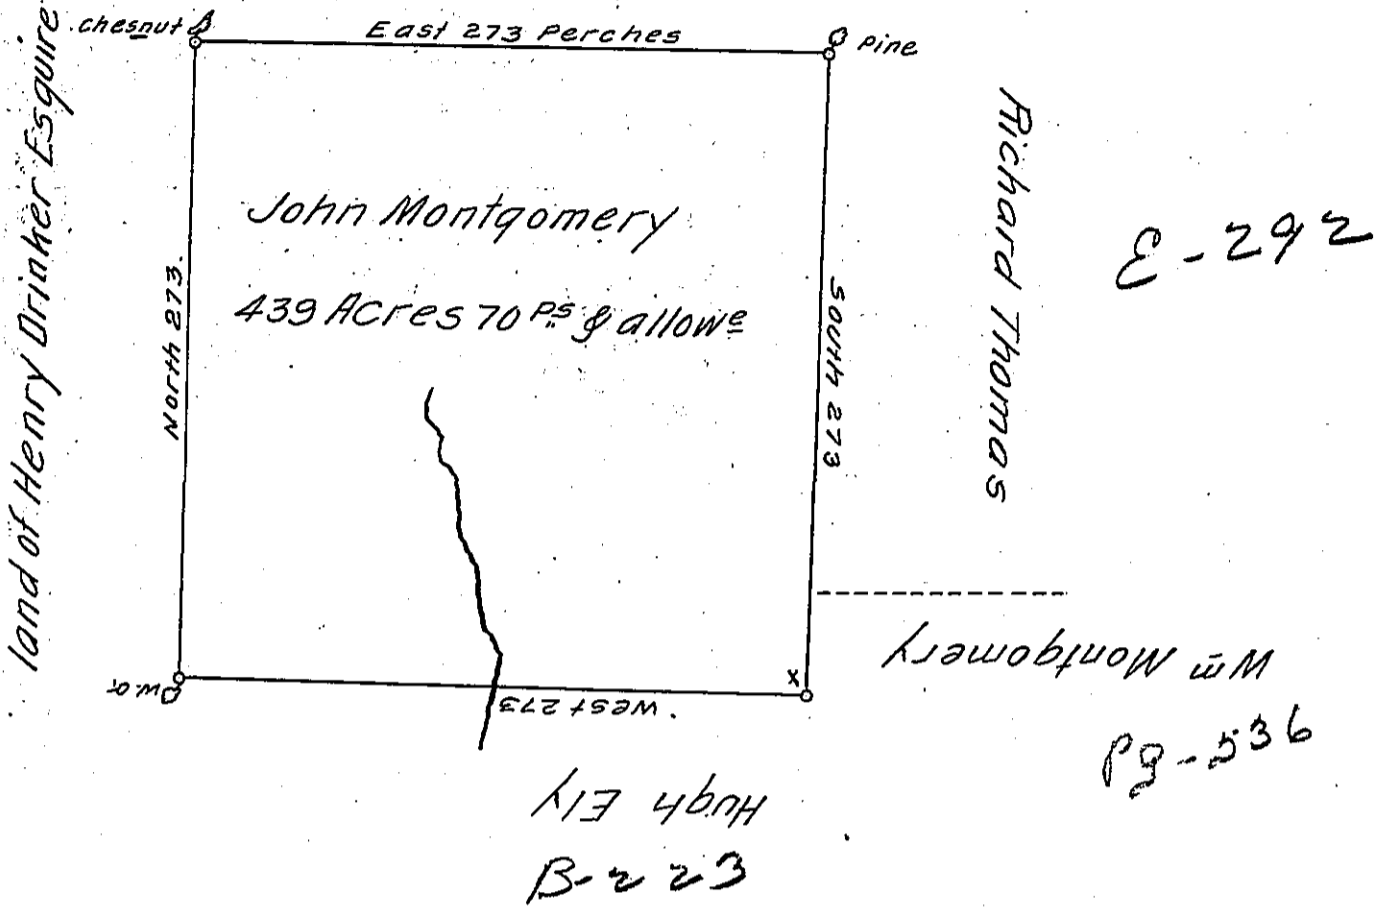 chesnut
East 273 Perches
pine
land of Henry Drinker Esquire
North 273.
John Montgomery
439 Acres 70 Ps & allowe
South 273
Richard Thomas
E-292
Wm Montgomery
Pg-536
w.o.
West 273
x
Hugh Ely
B-223